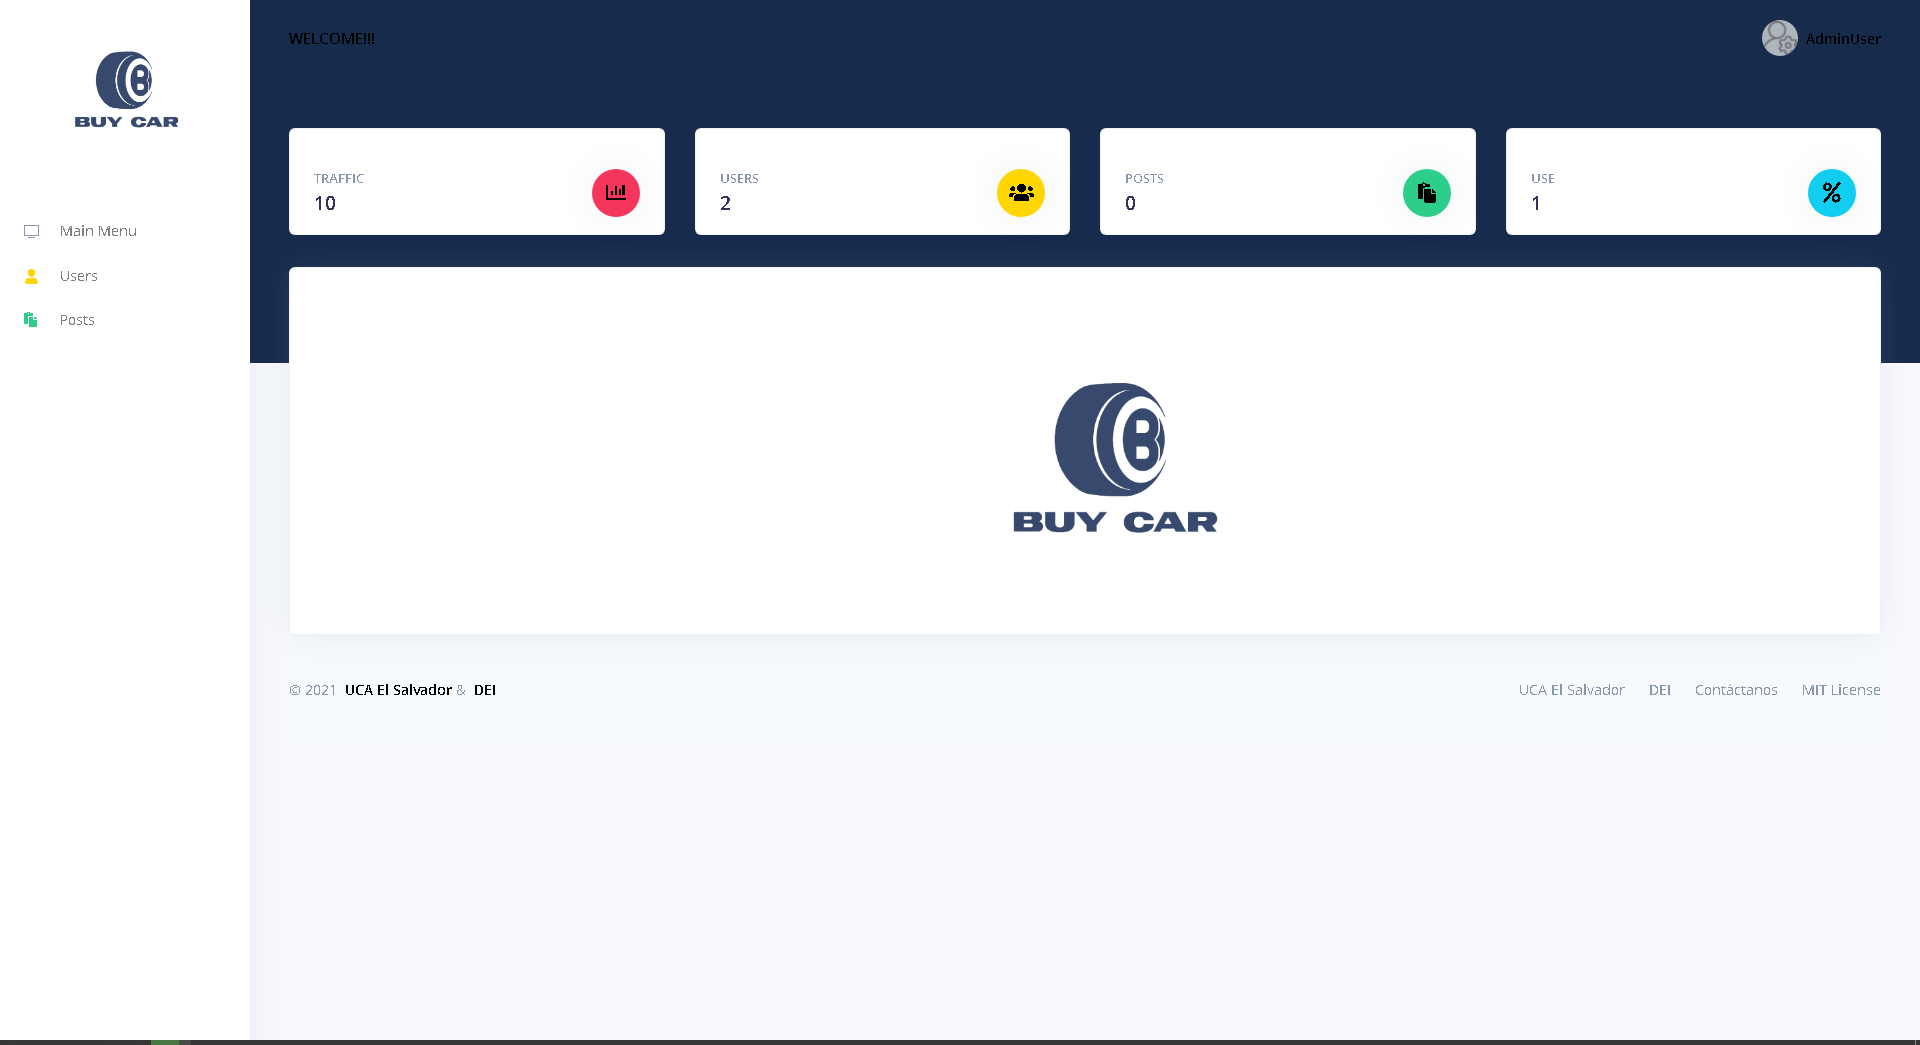 BUY CAR
Main Menu
Users
Posts
WELCOME!!!
AdminUser
TRAFFIC
10
USERS
2
POSTS
0
USE
1
B
BUY CAR
© 2021 UCA El Salvador & DEI
UCA El Salvador DEI Contáctanos MIT License